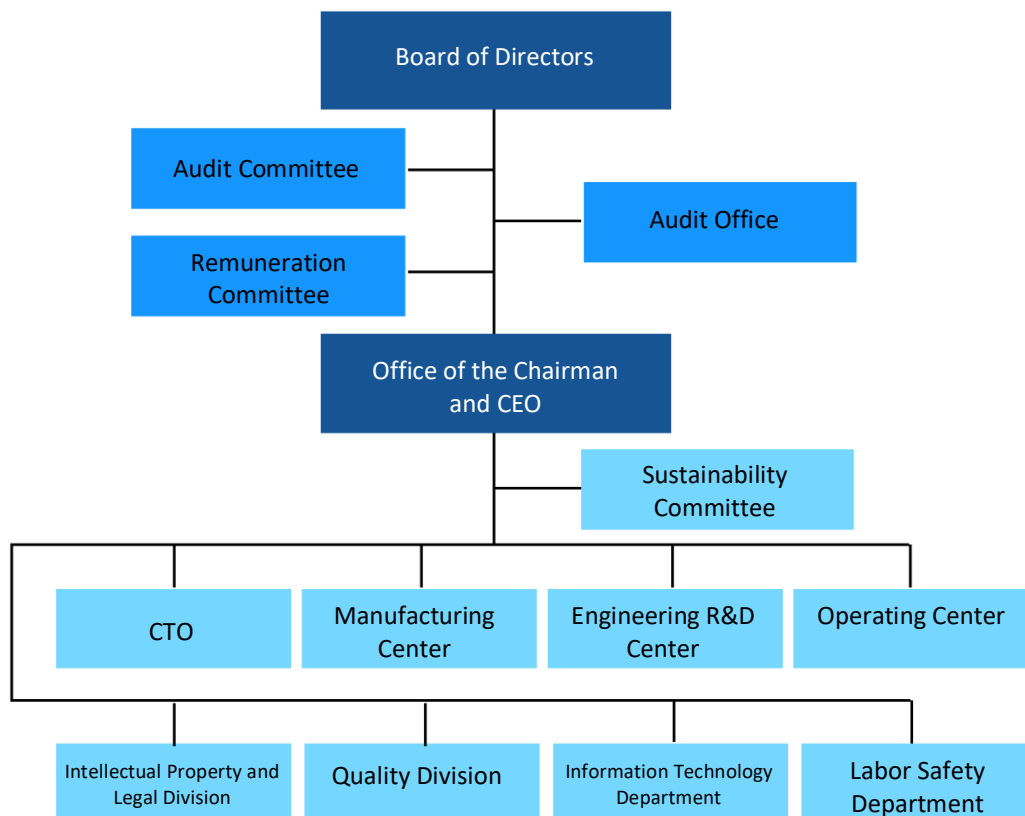 Board of Directors
Audit Committee
Audit Office
Remuneration
Committee
Office of the Chairman
and CEO
Sustainability
Committee
CTO
Manufacturing
Center
Engineering R&D
Center
Operating Center
Intellectual Property and
Legal Division
Quality Division
Information Technology
Department
Labor Safety
Department